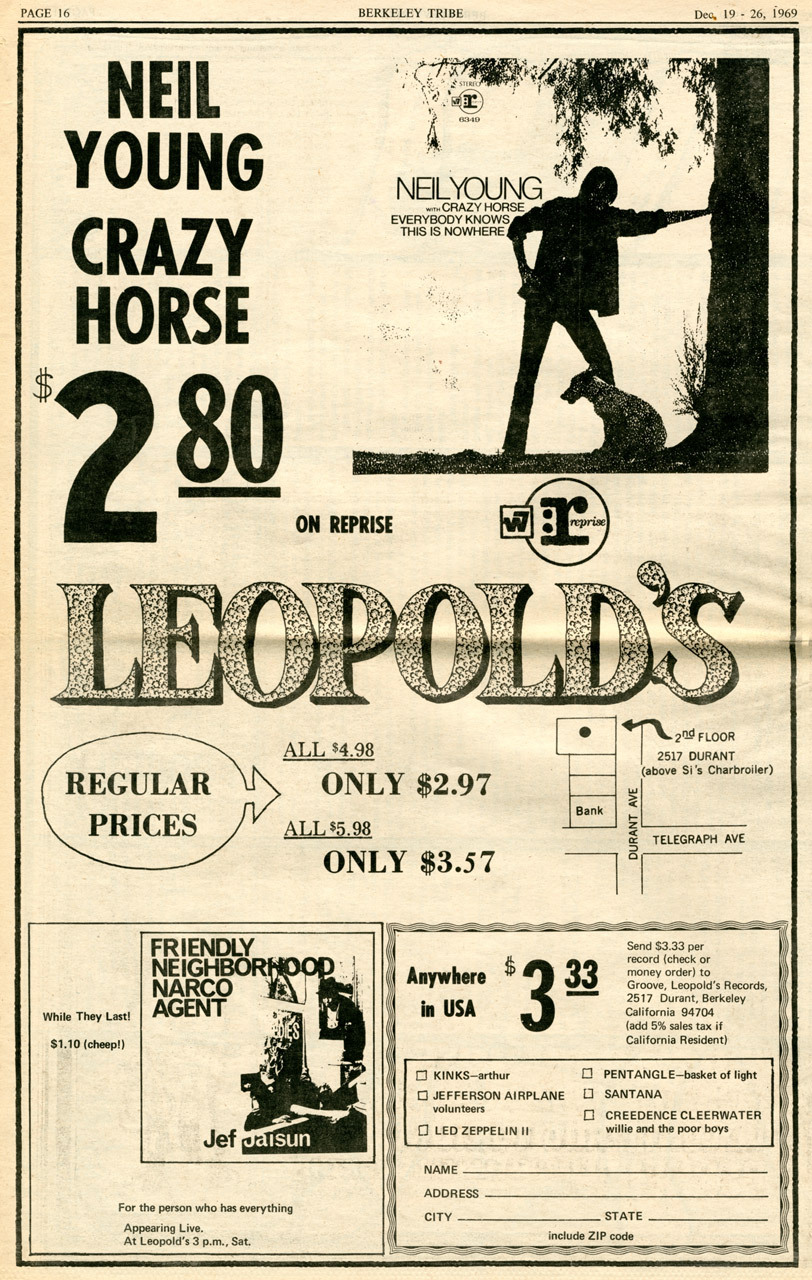 PAGE 16 BERKELEY TRIBE Dec. 19 - 26, 1969
NEIL
YOUNG
CRAZY
HORSE
$2 80
ON REPRISE
STEREO
W r
6349
NEIL YOUNG
WITH CRAZY HORSE
EVERYBODY KNOWS
THIS IS NOWHERE
W r reprise
LEOPOLD'S
REGULAR
PRICES
ALL $4.98
ONLY $2.97
ALL $5.98
ONLY $3.57
2nd FLOOR
2517 DURANT
(above Si's Charbroiler)
Bank
DURANT AVE
TELEGRAPH AVE
While They Last!
$1.10 (cheap!)
FRIENDLY
NEIGHBORHOOD
NARCO
AGENT
Jef Jaisun
For the person who has everything
Appearing Live.
At Leopold's 3 p.m., Sat.
Anywhere
in USA
$3 33
Send $3.33 per
record (check or
money order) to
Groove, Leopold's Records,
2517 Durant, Berkeley
California 94704
(add 5% sales tax if
California Resident)
☐ KINKS—arthur
☐ JEFFERSON AIRPLANE
volunteers
☐ LED ZEPPELIN II
☐ PENTANGLE—basket of light
☐ SANTANA
☐ CREEDENCE CLEERWATER
willie and the poor boys
NAME
ADDRESS
CITY STATE
include ZIP code